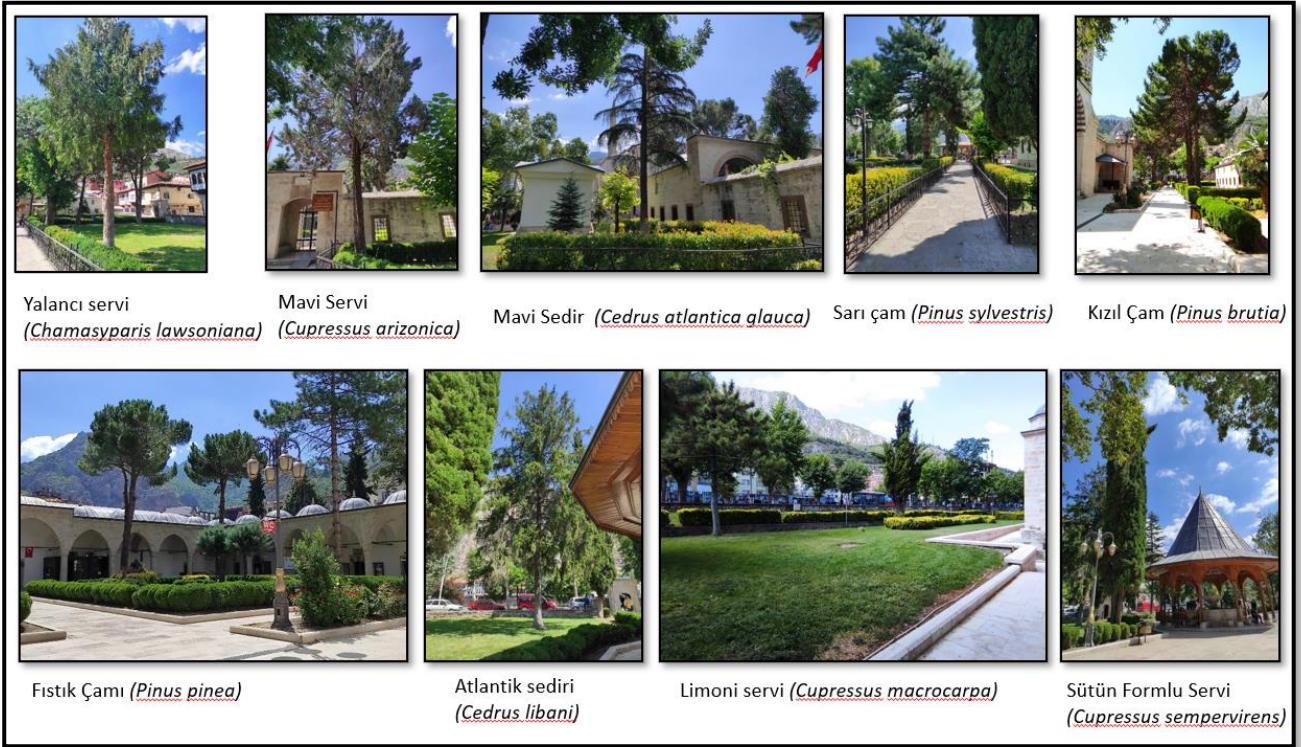 Yalancı servi
(Chamasyparis lawsoniana)
Mavi Servi
(Cupressus arizonica)
Mavi Sedir (Cedrus atlantica glauca)
Sarı çam (Pinus sylvestris)
Kızıl Çam (Pinus brutia)
WC
Fıstık Çamı (Pinus pinea)
Atlantik sediri
(Cedrus libani)
Limoni servi (Cupressus macrocarpa)
Sütün Formlu Servi
(Cupressus sempervirens)